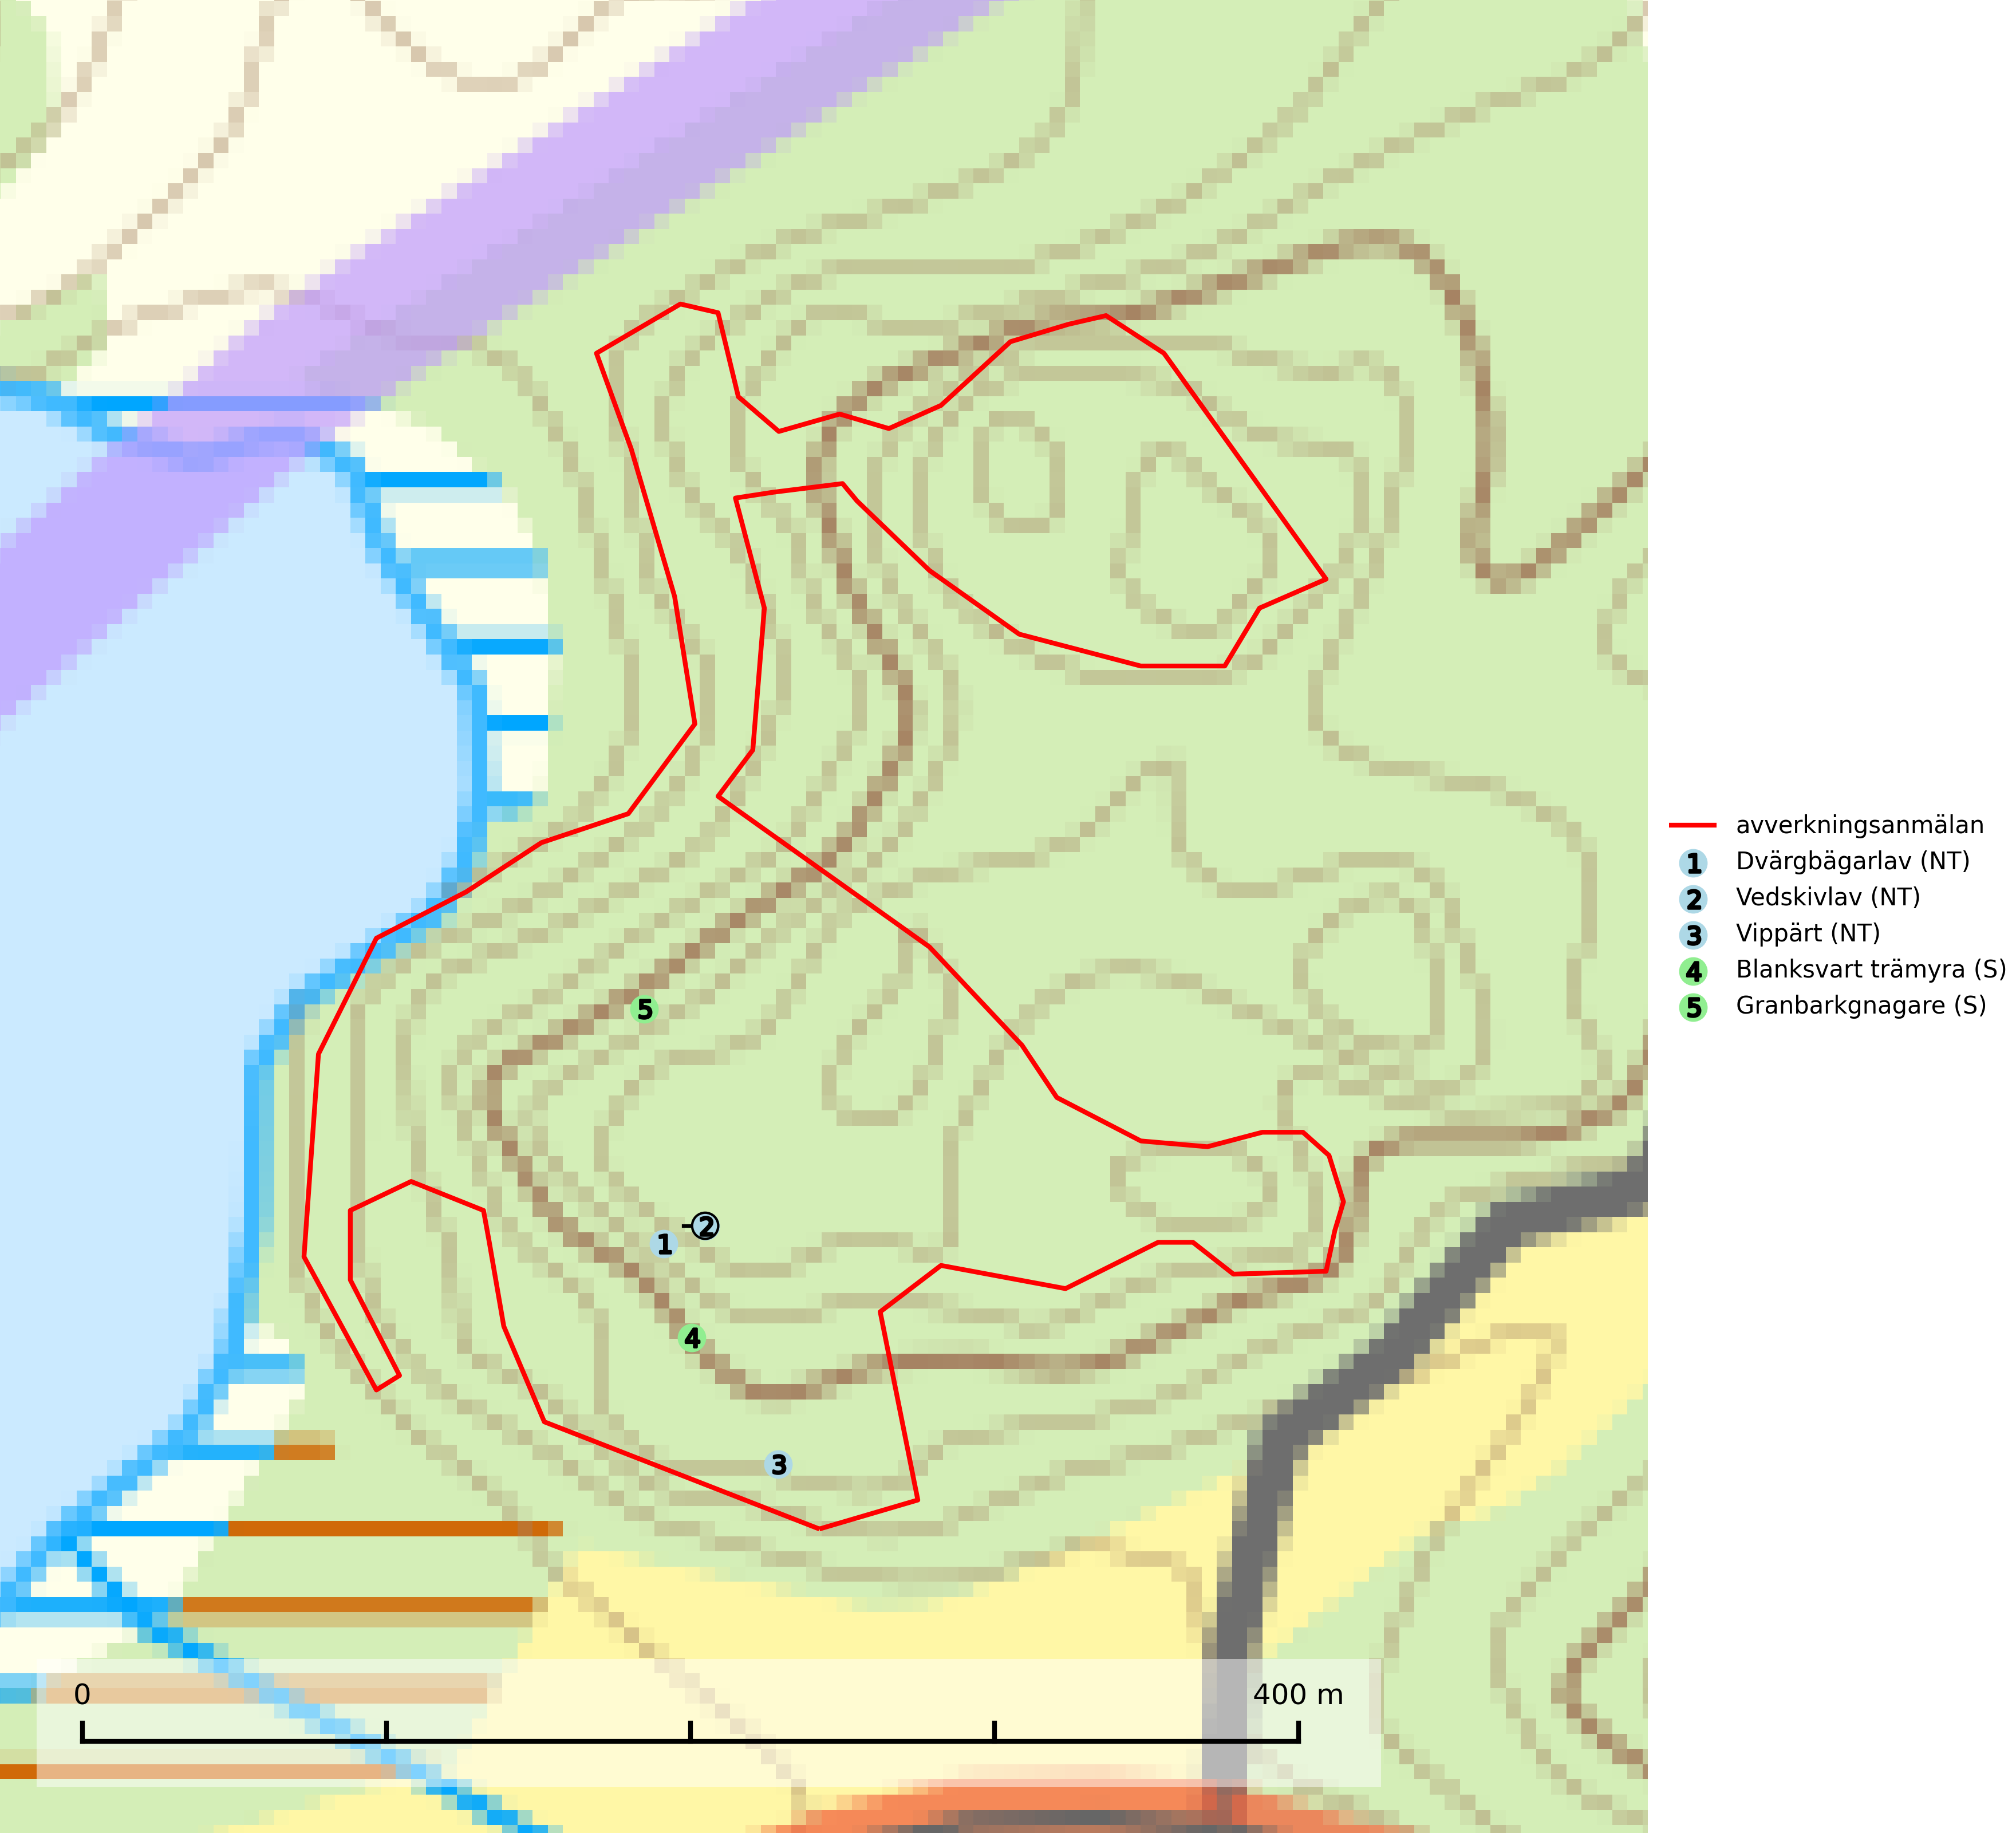 avverkningsanmälan
1 Dvärgbägarlav (NT)
2 Vedskivlav (NT)
3 Vippärt (NT)
4 Blanksvart trämyra (S)
5 Granbarkgnagare (S)
5
2
1
4
3
0 400 m